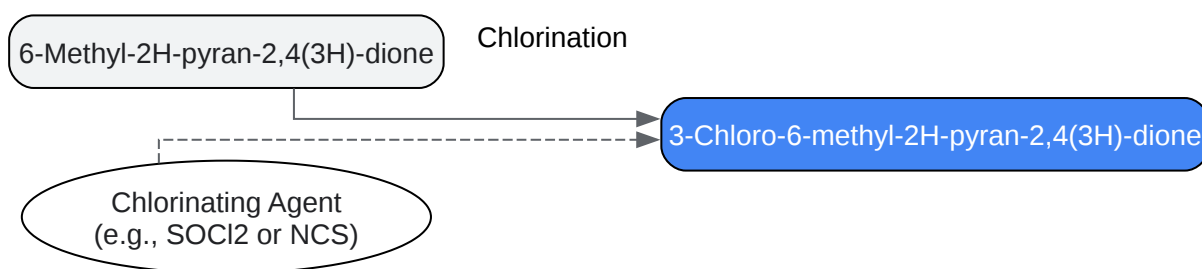 6-Methyl-2H-pyran-2,4(3H)-dione
Chlorination
3-Chloro-6-methyl-2H-pyran-2,4(3H)-dione
Chlorinating Agent
(e.g., SOCl2 or NCS)